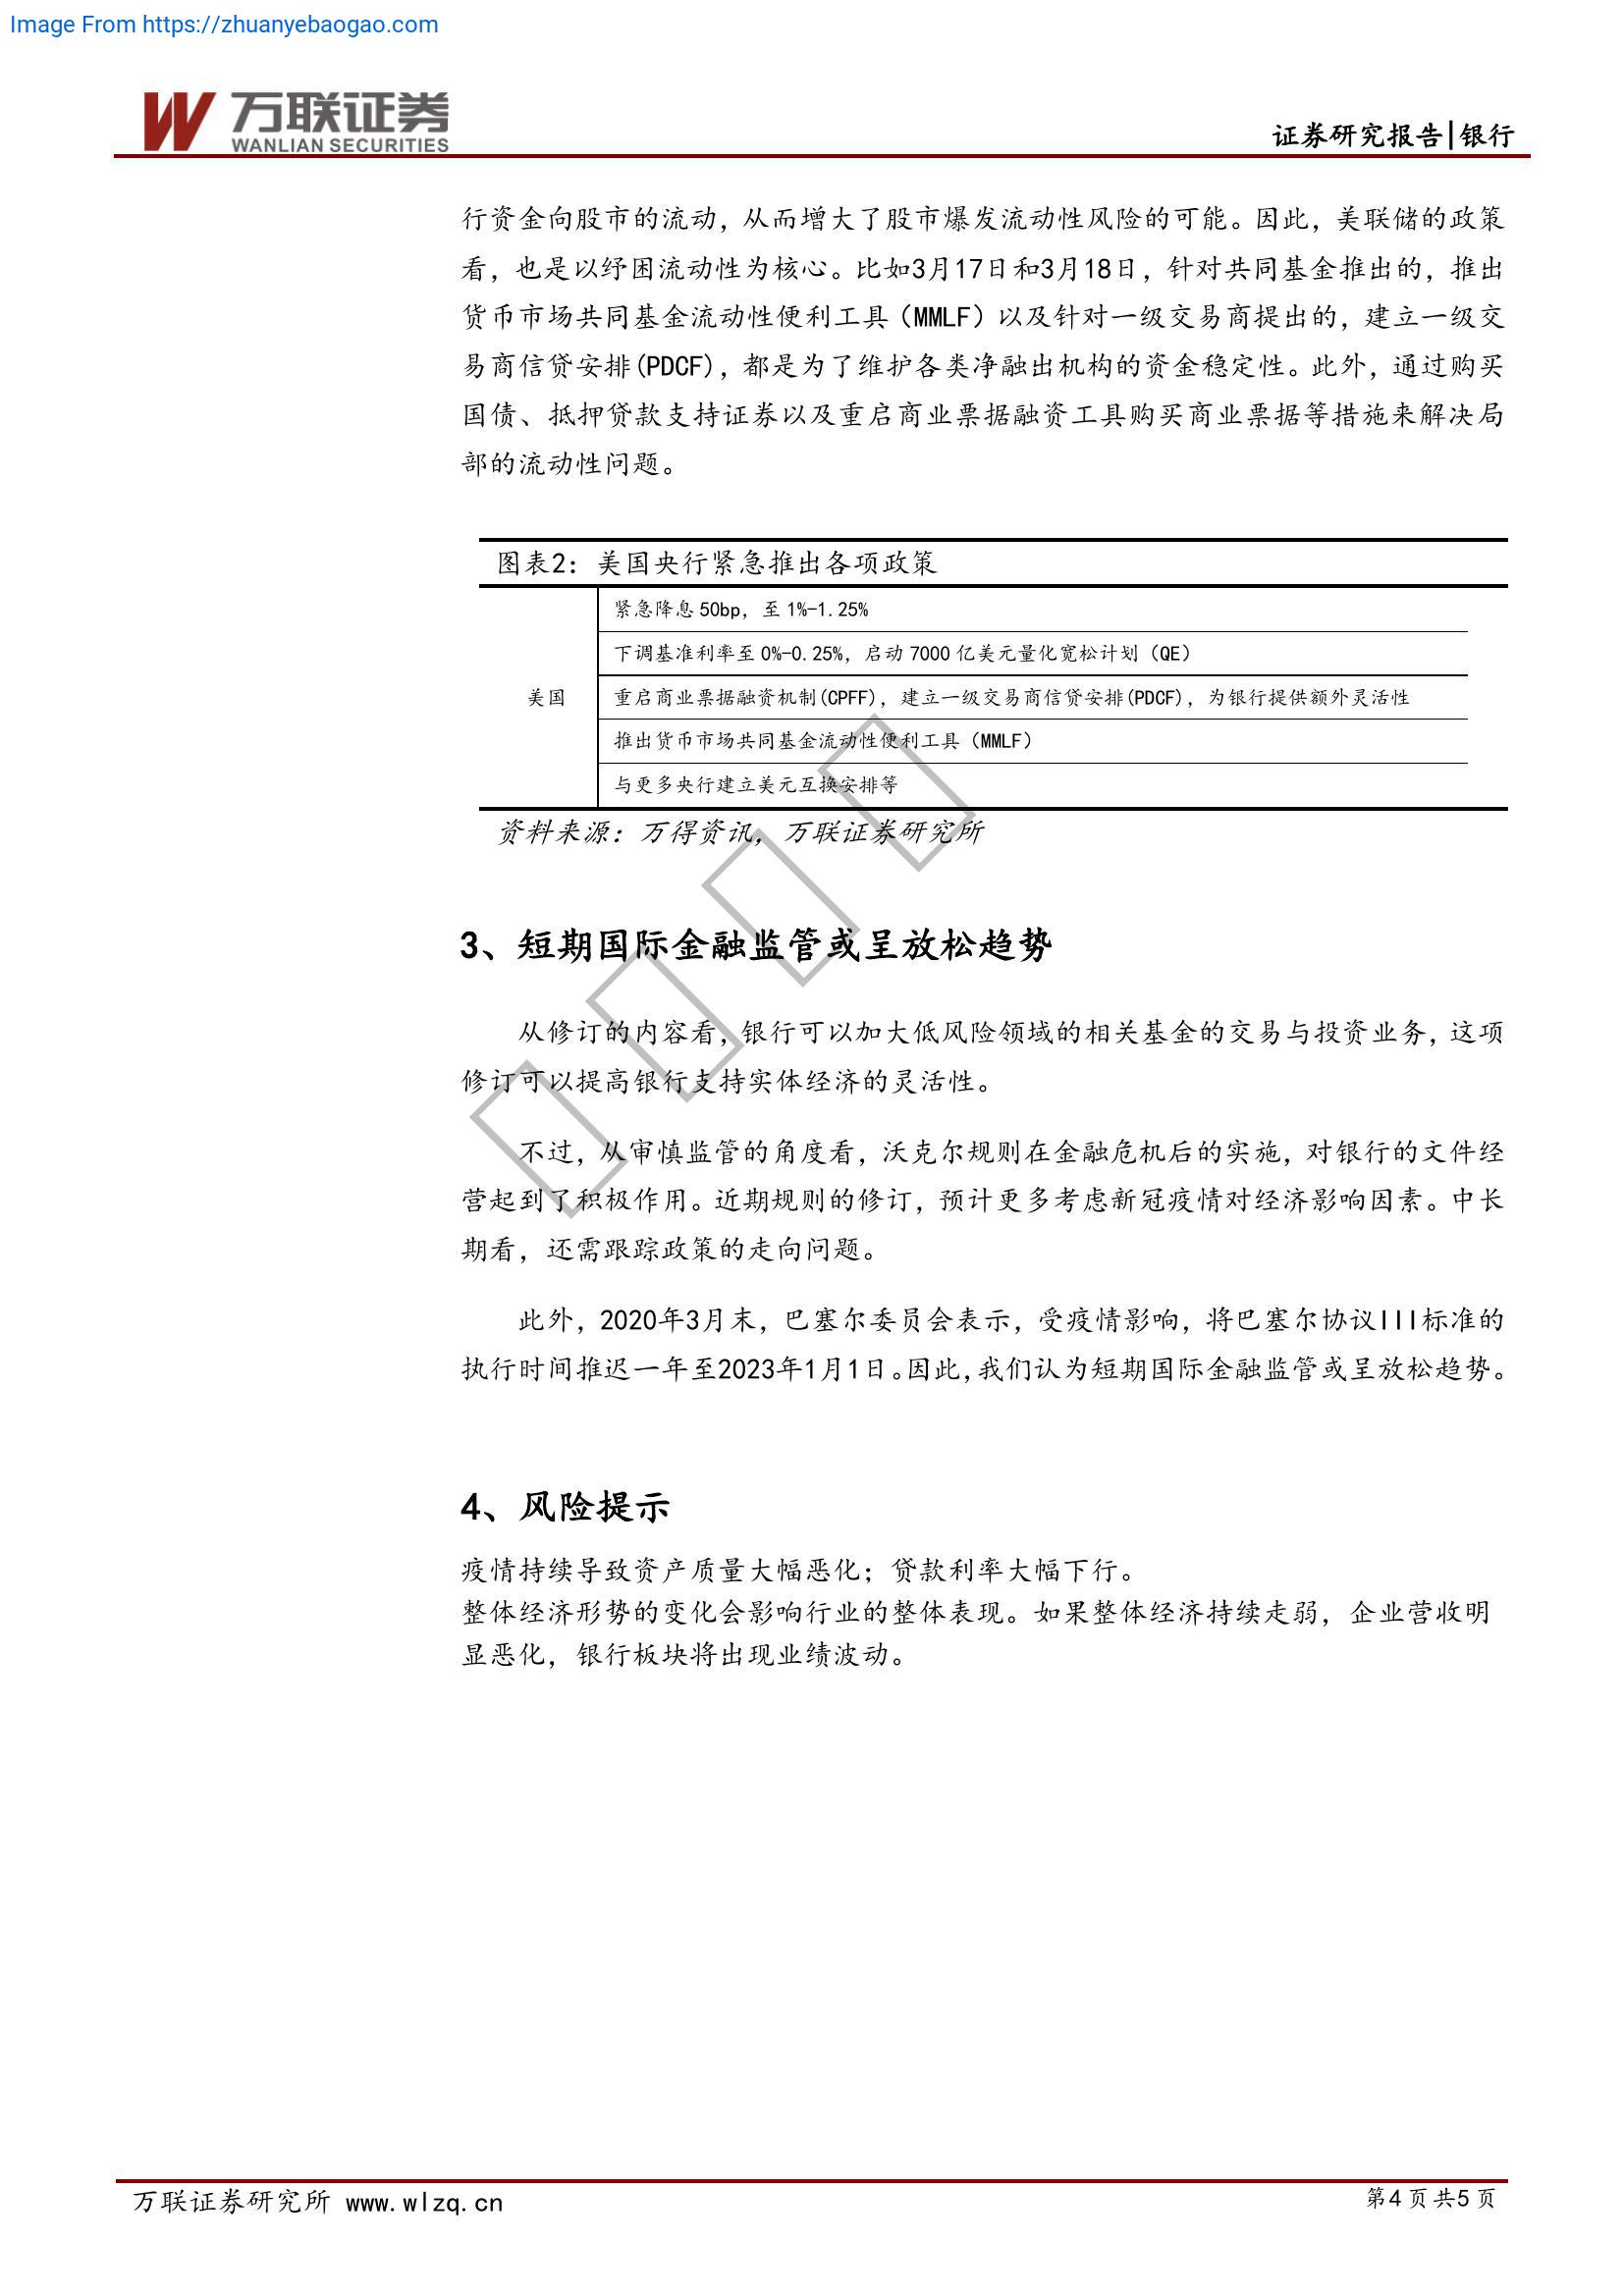 Image From https://zhuanyebaogao.com
万联证券
WANLIAN SECURITIES
证券研究报告|银行
行资金向股市的流动，从而增大了股市爆发流动性风险的可能。因此，美联储的政策
看，也是以纾困流动性为核心。比如3月17日和3月18日，针对共同基金推出的，推出
货币市场共同基金流动性便利工具（MMLF）以及针对一级交易商提出的，建立一级交
易商信贷安排(PDCF)，都是为了维护各类净融出机构的资金稳定性。此外，通过购买
国债、抵押贷款支持证券以及重启商业票据融资工具购买商业票据等措施来解决局
部的流动性问题。
图表2：美国央行紧急推出各项政策
紧急降息 50bp，至 1%-1.25%
下调基准利率至 0%-0.25%，启动 7000 亿美元量化宽松计划（QE）
美国
重启商业票据融资机制(CPFF)，建立一级交易商信贷安排(PDCF)，为银行提供额外灵活性
推出货币市场共同基金流动性便利工具（MMLF）
与更多央行建立美元互换安排等
资料来源：万得资讯，万联证券研究所
3、短期国际金融监管或呈放松趋势
从修订的内容看，银行可以加大低风险领域的相关基金的交易与投资业务，这项
修订可以提高银行支持实体经济的灵活性。
不过，从审慎监管的角度看，沃克尔规则在金融危机后的实施，对银行的文件经
营起到了积极作用。近期规则的修订，预计更多考虑新冠疫情对经济影响因素。中长
期看，还需跟踪政策的走向问题。
此外，2020年3月末，巴塞尔委员会表示，受疫情影响，将巴塞尔协议III标准的
执行时间推迟一年至2023年1月1日。因此，我们认为短期国际金融监管或呈放松趋势。
4、风险提示
疫情持续导致资产质量大幅恶化；贷款利率大幅下行。
整体经济形势的变化会影响行业的整体表现。如果整体经济持续走弱，企业营收明
显恶化，银行板块将出现业绩波动。
万联证券研究所 www.wlzq.cn
第4页共5页